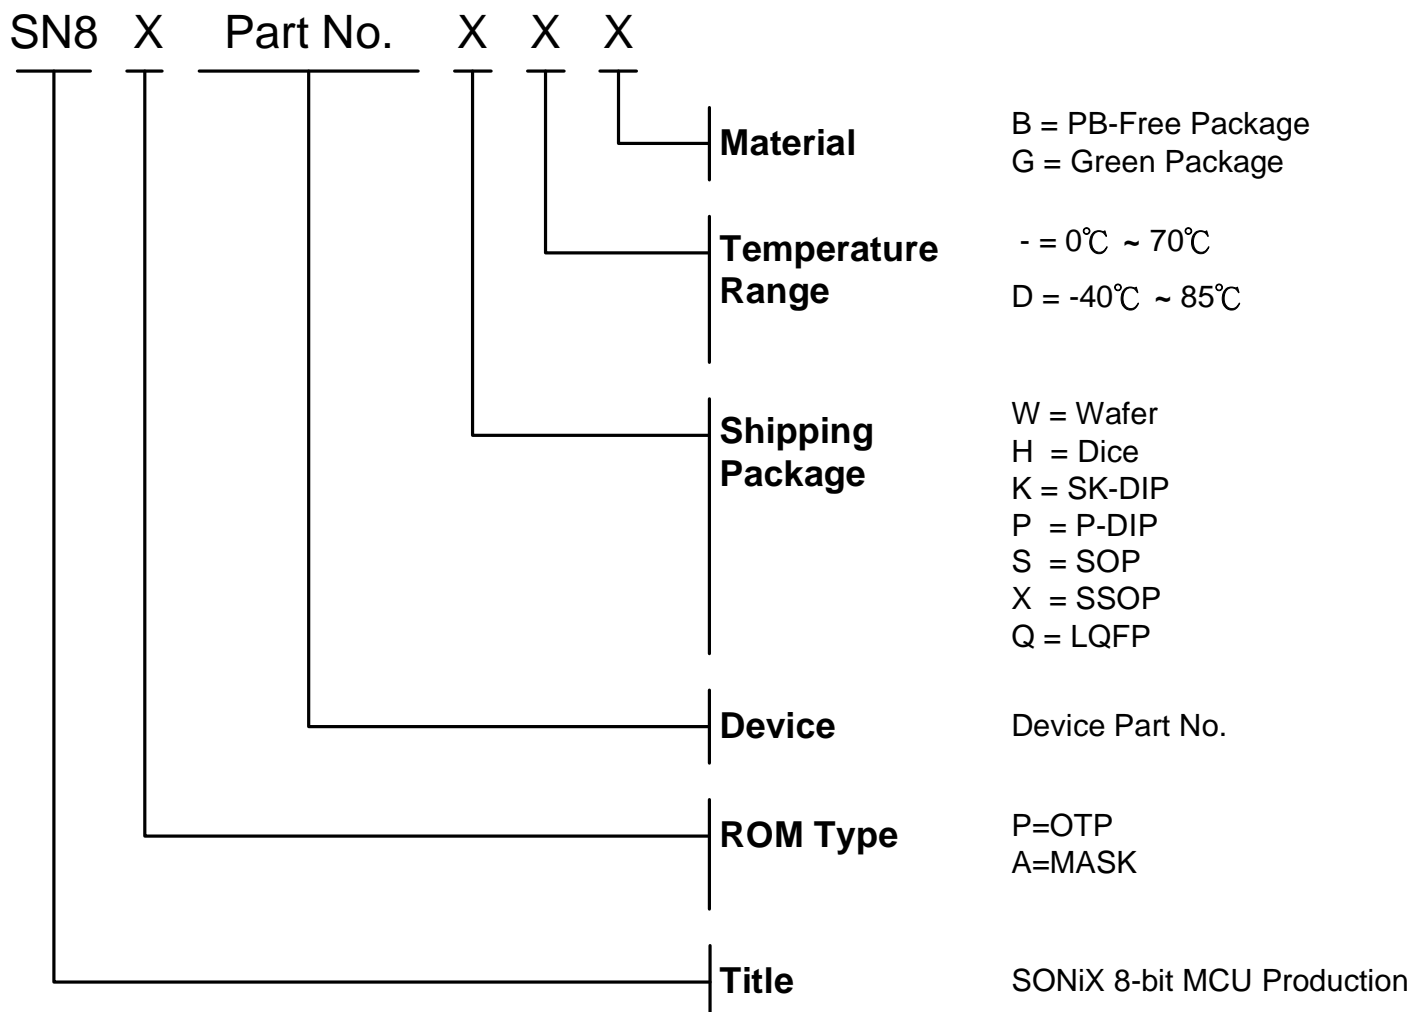 SN8 X Part No. X X X
Material
B = PB-Free Package
G = Green Package
Temperature
Range
- = 0℃ ~ 70℃
D = -40℃ ~ 85℃
Shipping
Package
W = Wafer
H = Dice
K = SK-DIP
P = P-DIP
S = SOP
X = SSOP
Q = LQFP
Device
Device Part No.
ROM Type
P=OTP
A=MASK
Title
SONiX 8-bit MCU Production